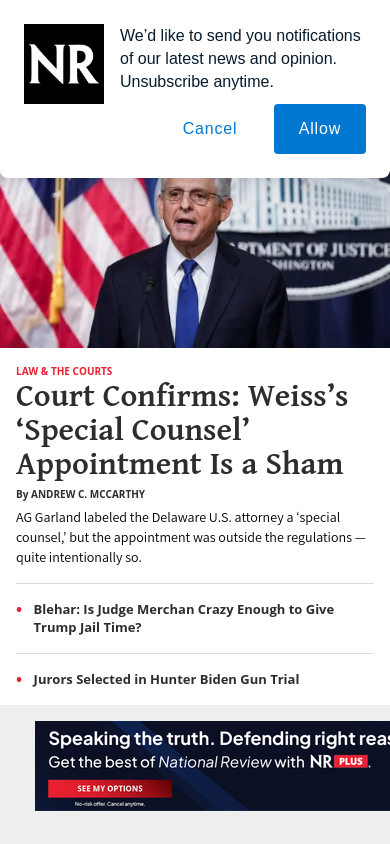 NR
We’d like to send you notifications
of our latest news and opinion.
Unsubscribe anytime.
Cancel
Allow
MENT OF JUSTICE
WASHINGTON
LAW & THE COURTS
Court Confirms: Weiss’s
‘Special Counsel’
Appointment Is a Sham
By ANDREW C. MCCARTHY
AG Garland labeled the Delaware U.S. attorney a ‘special
counsel,’ but the appointment was outside the regulations —
quite intentionally so.
• Blehar: Is Judge Merchan Crazy Enough to Give
Trump Jail Time?
• Jurors Selected in Hunter Biden Gun Trial
Speaking the truth. Defending right reas
Get the best of National Review with NR PLUS.
SEE MY OPTIONS
No-risk offer. Cancel anytime.